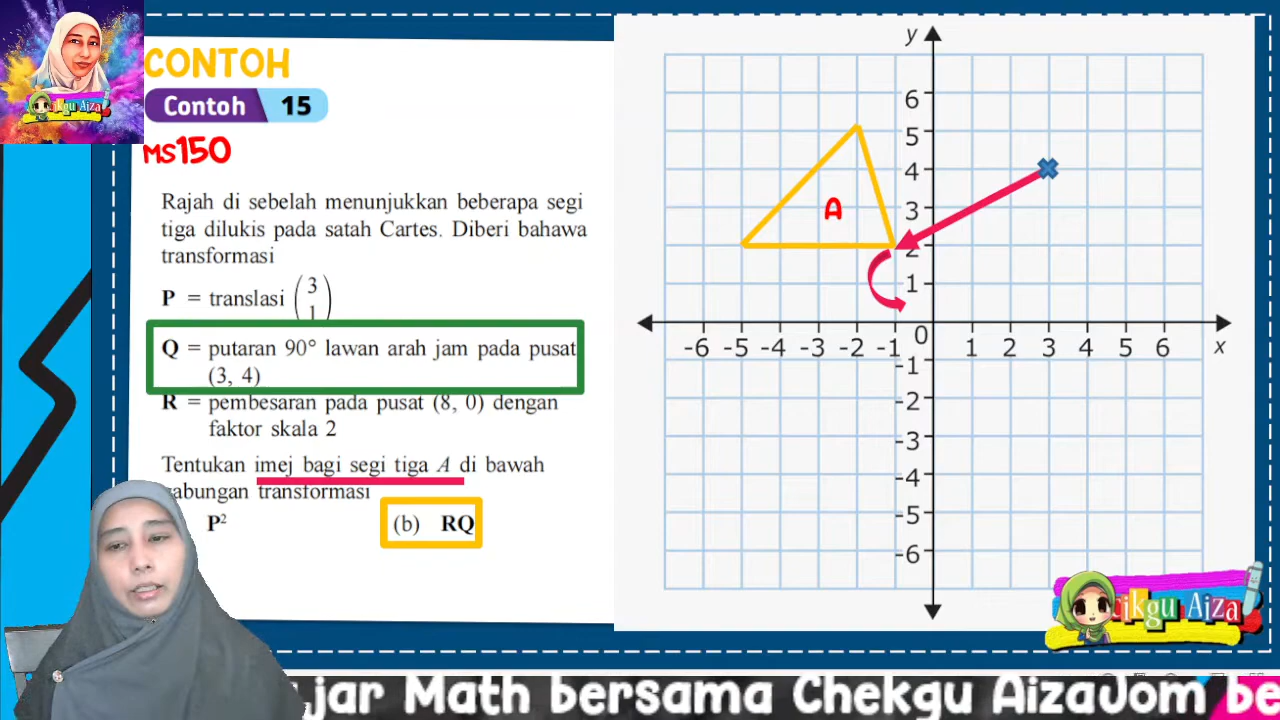 CONTOH
Contoh 15
MS150
Rajah di sebelah menunjukkan beberapa segi
tiga dilukis pada satah Cartes. Diberi bahawa
transformasi
P = translasi (3
1)
Q = putaran 90° lawan arah jam pada pusat
(3, 4)
R = pembesaran pada pusat (8, 0) dengan
faktor skala 2
Tentukan imej bagi segi tiga A di bawah
gabungan transformasi
P²
(b) RQ
Cikgu Aiza
y
6
5
4
3
2
1
A
-6 -5 -4 -3 -2 -1 0 1 2 3 4 5 6 x
-1
-2
-3
-4
-5
-6
cikgu Aiza
ajar Math bersama Chekgu AizaJom be